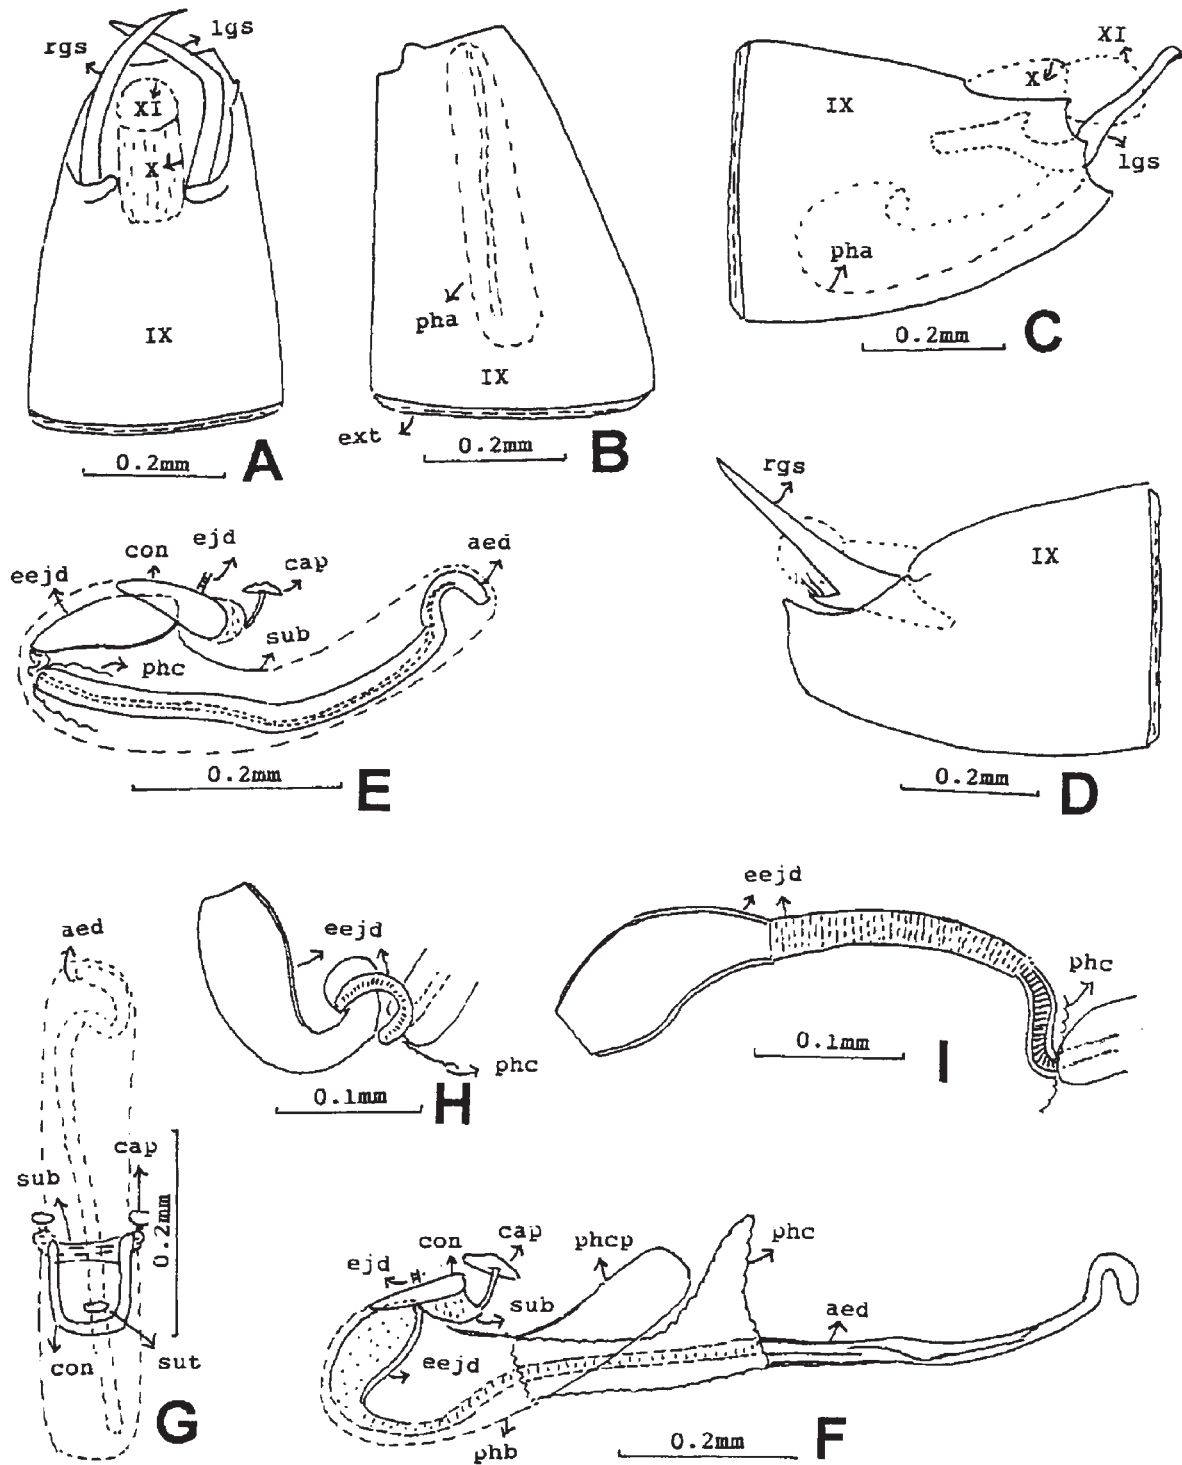 rgs
lgs
XI
X
IX
0.2mm
A
pha
IX
ext
0.2mm
B
XI
X
IX
lgs
pha
0.2mm
C
rgs
IX
0.2mm
D
eejd
con
ejd
cap
aed
sub
phc
0.2mm
E
aed
cap
sub
0.2mm
con
sut
G
eejd
phc
0.1mm
H
eejd
phc
0.1mm
I
ejd
con
cap
phcp
phc
sub
aed
eejd
phb
0.2mm
F